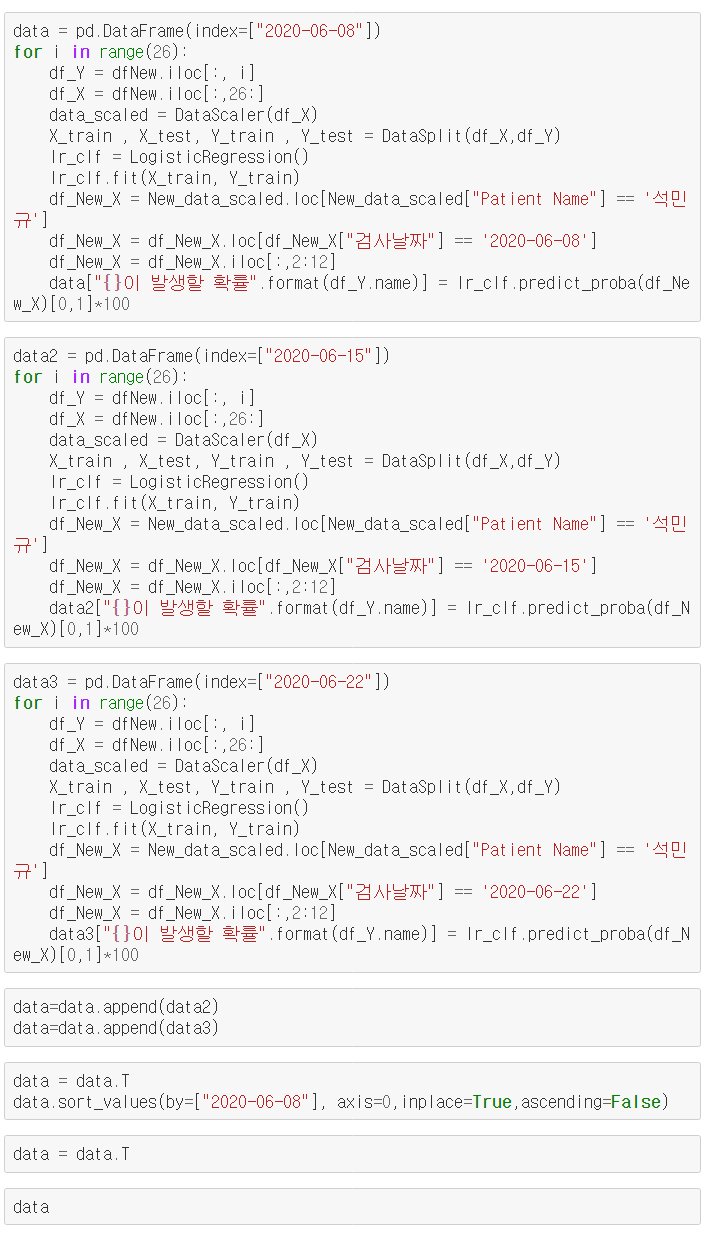 data = pd.DataFrame(index=["2020-06-08"])
for i in range(26):
    df_Y = dfNew.iloc[:, i]
    df_X = dfNew.iloc[:,26:]
    data_scaled = DataScaler(df_X)
    X_train , X_test, Y_train , Y_test = DataSplit(df_X,df_Y)
    lr_clf = LogisticRegression()
    lr_clf.fit(X_train, Y_train)
    df_New_X = New_data_scaled.loc[New_data_scaled["Patient Name"] == '석민
규']
    df_New_X = df_New_X.loc[df_New_X["검사날짜"] == '2020-06-08']
    df_New_X = df_New_X.iloc[:,2:12]
    data["{}이 발생할 확률".format(df_Y.name)] = lr_clf.predict_proba(df_Ne
w_X)[0,1]*100
data2 = pd.DataFrame(index=["2020-06-15"])
for i in range(26):
    df_Y = dfNew.iloc[:, i]
    df_X = dfNew.iloc[:,26:]
    data_scaled = DataScaler(df_X)
    X_train , X_test, Y_train , Y_test = DataSplit(df_X,df_Y)
    lr_clf = LogisticRegression()
    lr_clf.fit(X_train, Y_train)
    df_New_X = New_data_scaled.loc[New_data_scaled["Patient Name"] == '석민
규']
    df_New_X = df_New_X.loc[df_New_X["검사날짜"] == '2020-06-15']
    df_New_X = df_New_X.iloc[:,2:12]
    data2["{}이 발생할 확률".format(df_Y.name)] = lr_clf.predict_proba(df_N
ew_X)[0,1]*100
data3 = pd.DataFrame(index=["2020-06-22"])
for i in range(26):
    df_Y = dfNew.iloc[:, i]
    df_X = dfNew.iloc[:,26:]
    data_scaled = DataScaler(df_X)
    X_train , X_test, Y_train , Y_test = DataSplit(df_X,df_Y)
    lr_clf = LogisticRegression()
    lr_clf.fit(X_train, Y_train)
    df_New_X = New_data_scaled.loc[New_data_scaled["Patient Name"] == '석민
규']
    df_New_X = df_New_X.loc[df_New_X["검사날짜"] == '2020-06-22']
    df_New_X = df_New_X.iloc[:,2:12]
    data3["{}이 발생할 확률".format(df_Y.name)] = lr_clf.predict_proba(df_N
ew_X)[0,1]*100
data=data.append(data2)
data=data.append(data3)
data = data.T
data.sort_values(by=["2020-06-08"], axis=0,inplace=True,ascending=False)
data = data.T
data